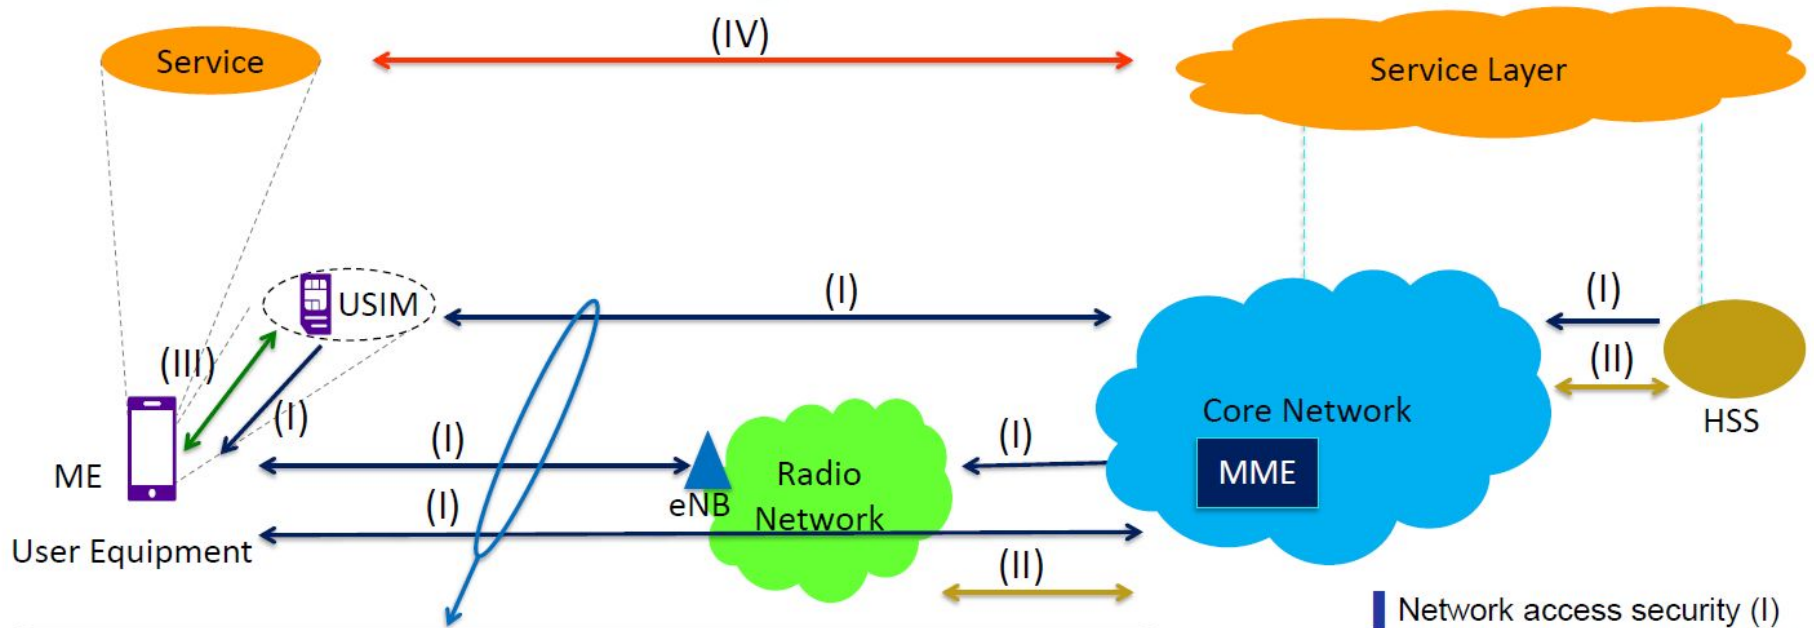 (IV)
Service
Service Layer
USIM
(I)
(I)
(III)
(II)
(I)
Core Network
HSS
(I)
(I)
ME
Radio
MME
eNB
Network
(I)
User Equipment
(II)
Network access security (I)